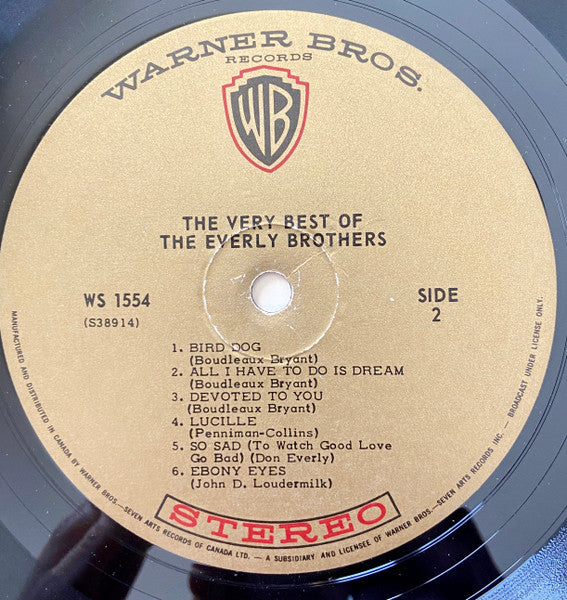 WARNER BROS.
RECORDS
WB
THE VERY BEST OF
THE EVERLY BROTHERS
WS 1554
(S38914)
SIDE
2
1. BIRD DOG
(Boudleaux Bryant)
2. ALL I HAVE TO DO IS DREAM
(Boudleaux Bryant)
3. DEVOTED TO YOU
(Boudleaux Bryant)
4. LUCILLE
(Penniman-Collins)
5. SO SAD (To Watch Good Love
Go Bad) (Don Everly)
6. EBONY EYES
(John D. Loudermilk)
STEREO
MANUFACTURED AND DISTRIBUTED IN CANADA BY WARNER BROS.—SEVEN ARTS RECORDS OF CANADA LTD. — A SUBSIDIARY AND LICENSEE OF WARNER BROS.—SEVEN ARTS RECORDS INC. — BROADCAST UNDER LICENSE ONLY.